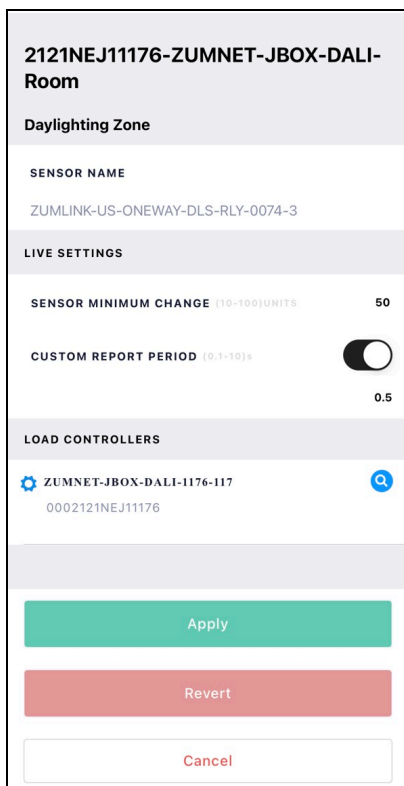 2121NEJ11176-ZUMNET-JBOX-DALI-
Room
Daylighting Zone
SENSOR NAME
ZUMLINK-US-ONEWAY-DLS-RLY-0074-3
LIVE SETTINGS
SENSOR MINIMUM CHANGE (10-100)UNITS 50
CUSTOM REPORT PERIOD (0.1-10)s
0.5
LOAD CONTROLLERS
ZUMNET-JBOX-DALI-1176-117
0002121NEJ11176
Apply
Revert
Cancel